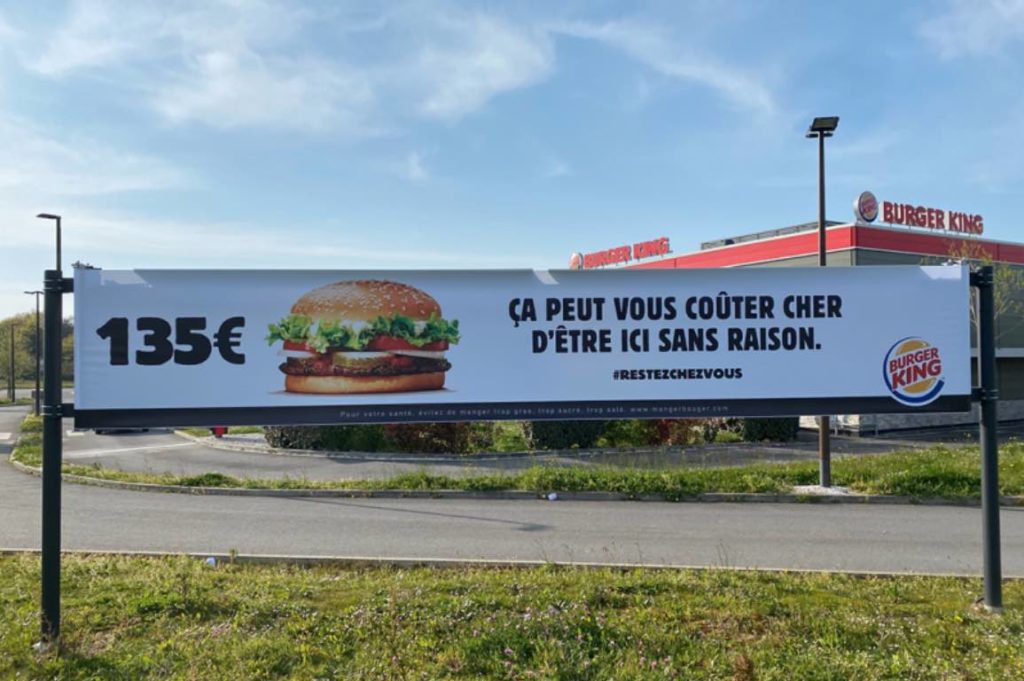 BURGER KING
BURGER KING
135€
ÇA PEUT VOUS COÛTER CHER
D'ÊTRE ICI SANS RAISON.
#RESTEZCHEZVOUS
BURGER
KING
Pour votre santé, évitez de manger trop gras, trop sucré, trop salé. www.mangerbouger.com